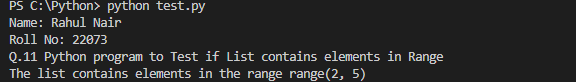 PS C:\Python> python test.py
Name: Rahul Nair
Roll No: 22073
Q.11 Python program to Test if List contains elements in Range
The list contains elements in the range range(2, 5)